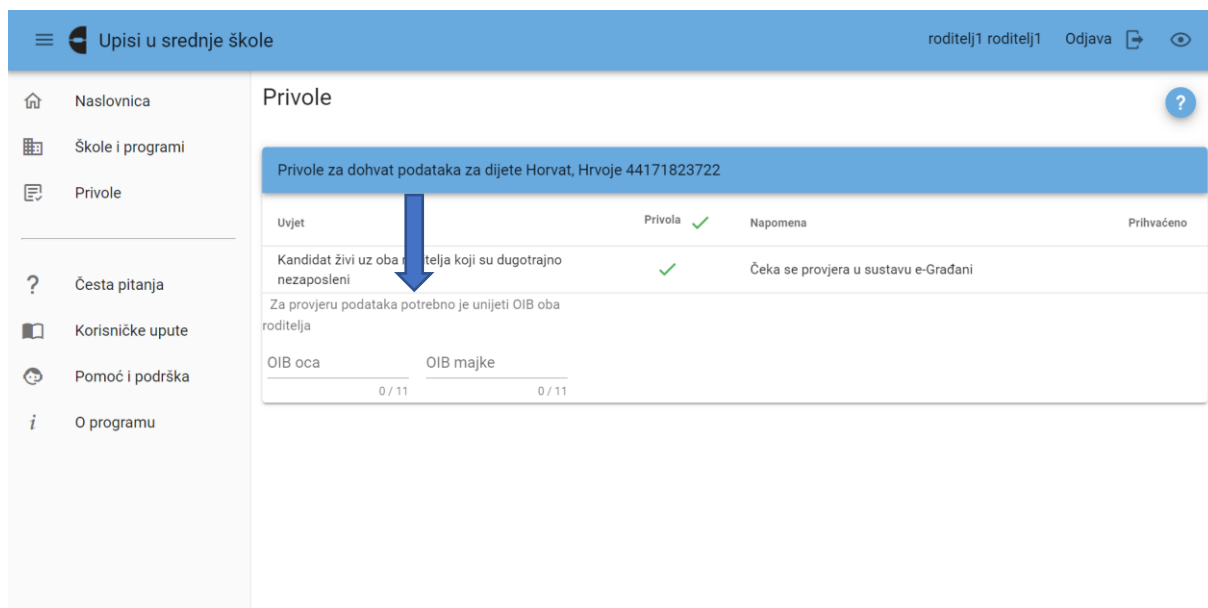 Upisi u srednje škole
roditelj1 roditelj1 Odjava
Naslovnica
Škole i programi
Privole
Česta pitanja
Korisničke upute
Pomoć i podrška
i O programu
Privole
?
Privole za dohvat podataka za dijete Horvat, Hrvoje 44171823722
Uvjet Privola Napomena Prihvaćeno
Kandidat živi uz oba telja koji su dugotrajno
nezaposleni
Čeka se provjera u sustavu e-Građani
Za provjeru podataka potrebno je unijeti OIB oba
roditelja
OIB oca OIB majke
0 / 11 0 / 11